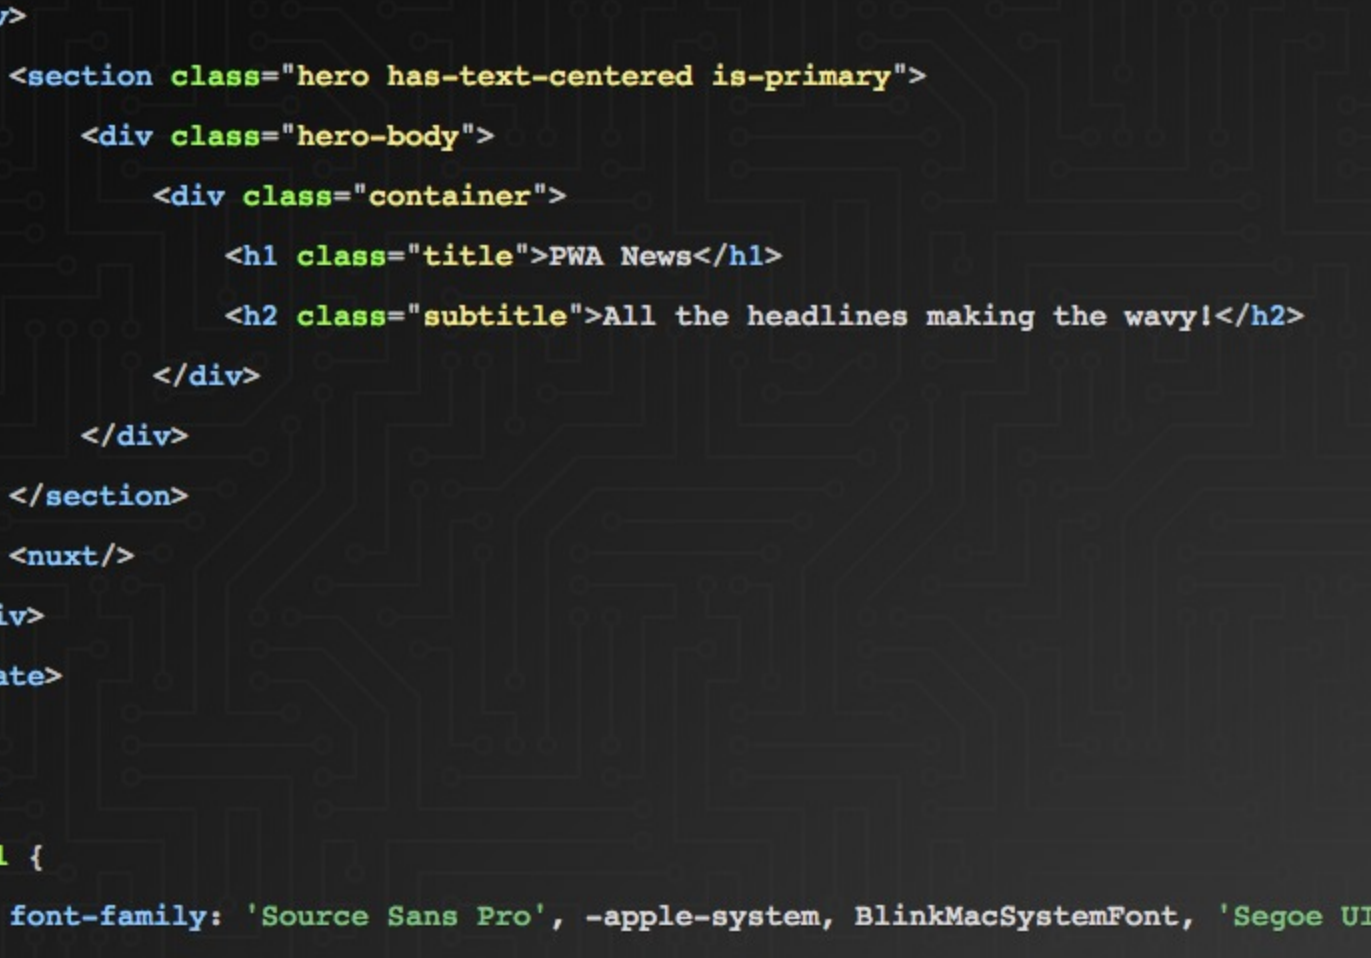 v>
<section class="hero has-text-centered is-primary">
<div class="hero-body">
<div class="container">
<h1 class="title">PWA News</h1>
<h2 class="subtitle">All the headlines making the wavy!</h2>
</div>
</div>
</section>
<nuxt/>
iv>
ate>
l {
font-family: 'Source Sans Pro', -apple-system, BlinkMacSystemFont, 'Segoe UI